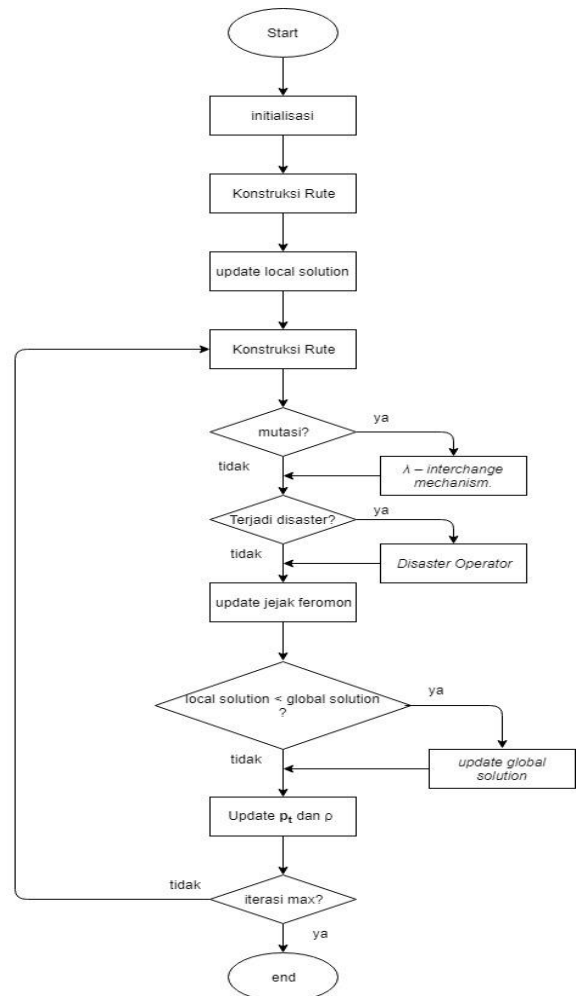 Start
initialisasi
Konstruksi Rute
update local solution
Konstruksi Rute
mutasi?
ya
tidak
λ – interchange
mechanism.
Terjadi disaster?
ya
tidak
Disaster Operator
update jejak feromon
local solution < global solution
?
ya
tidak
update global
solution
Update pₜ dan ρ
tidak
iterasi max?
ya
end